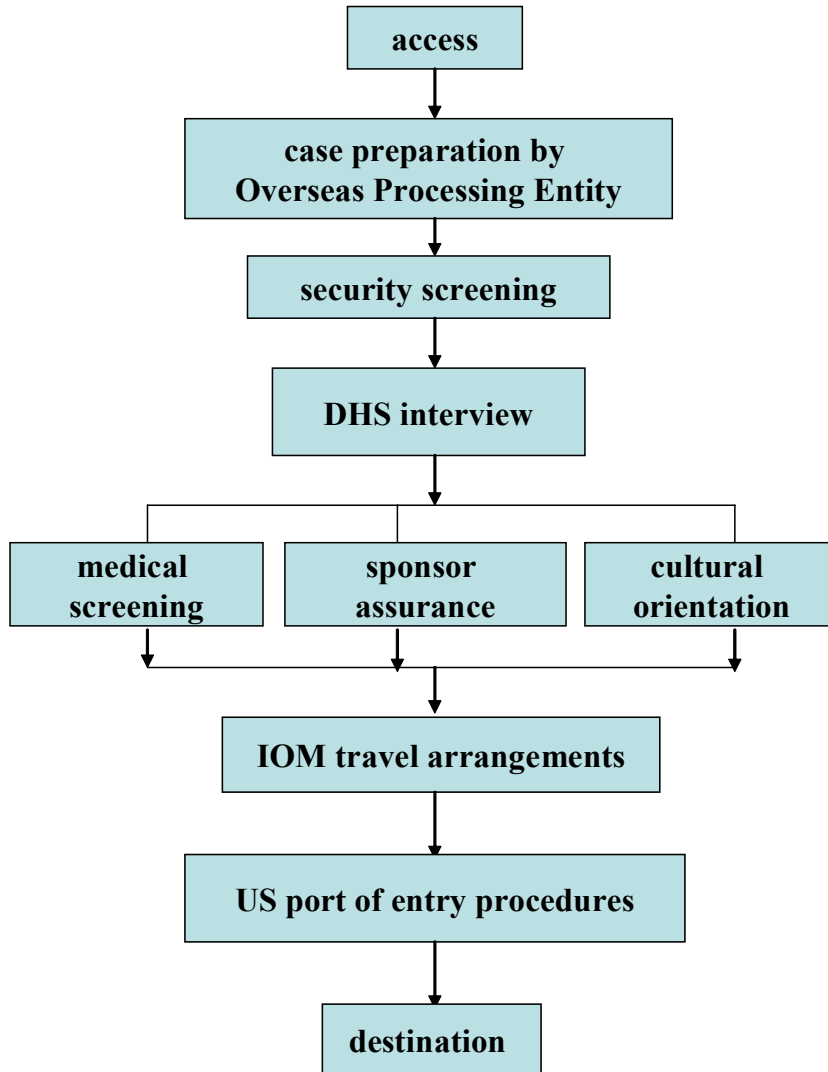 access
case preparation by
Overseas Processing Entity
security screening
DHS interview
medical
screening
sponsor
assurance
cultural
orientation
IOM travel arrangements
US port of entry procedures
destination